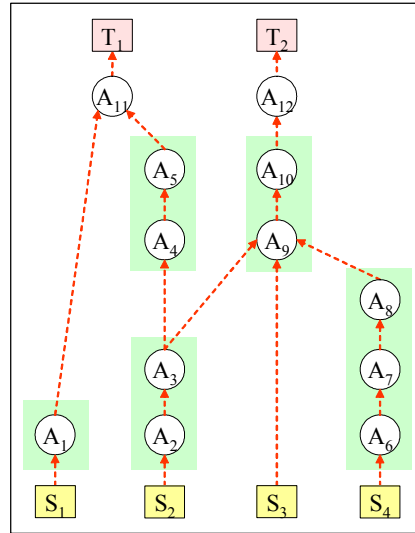 T₁ T₂
A₁₁ A₁₂
A₅ A₁₀
A₄ A₉
A₈
A₃ A₇
A₁ A₂ A₆
S₁ S₂ S₃ S₄